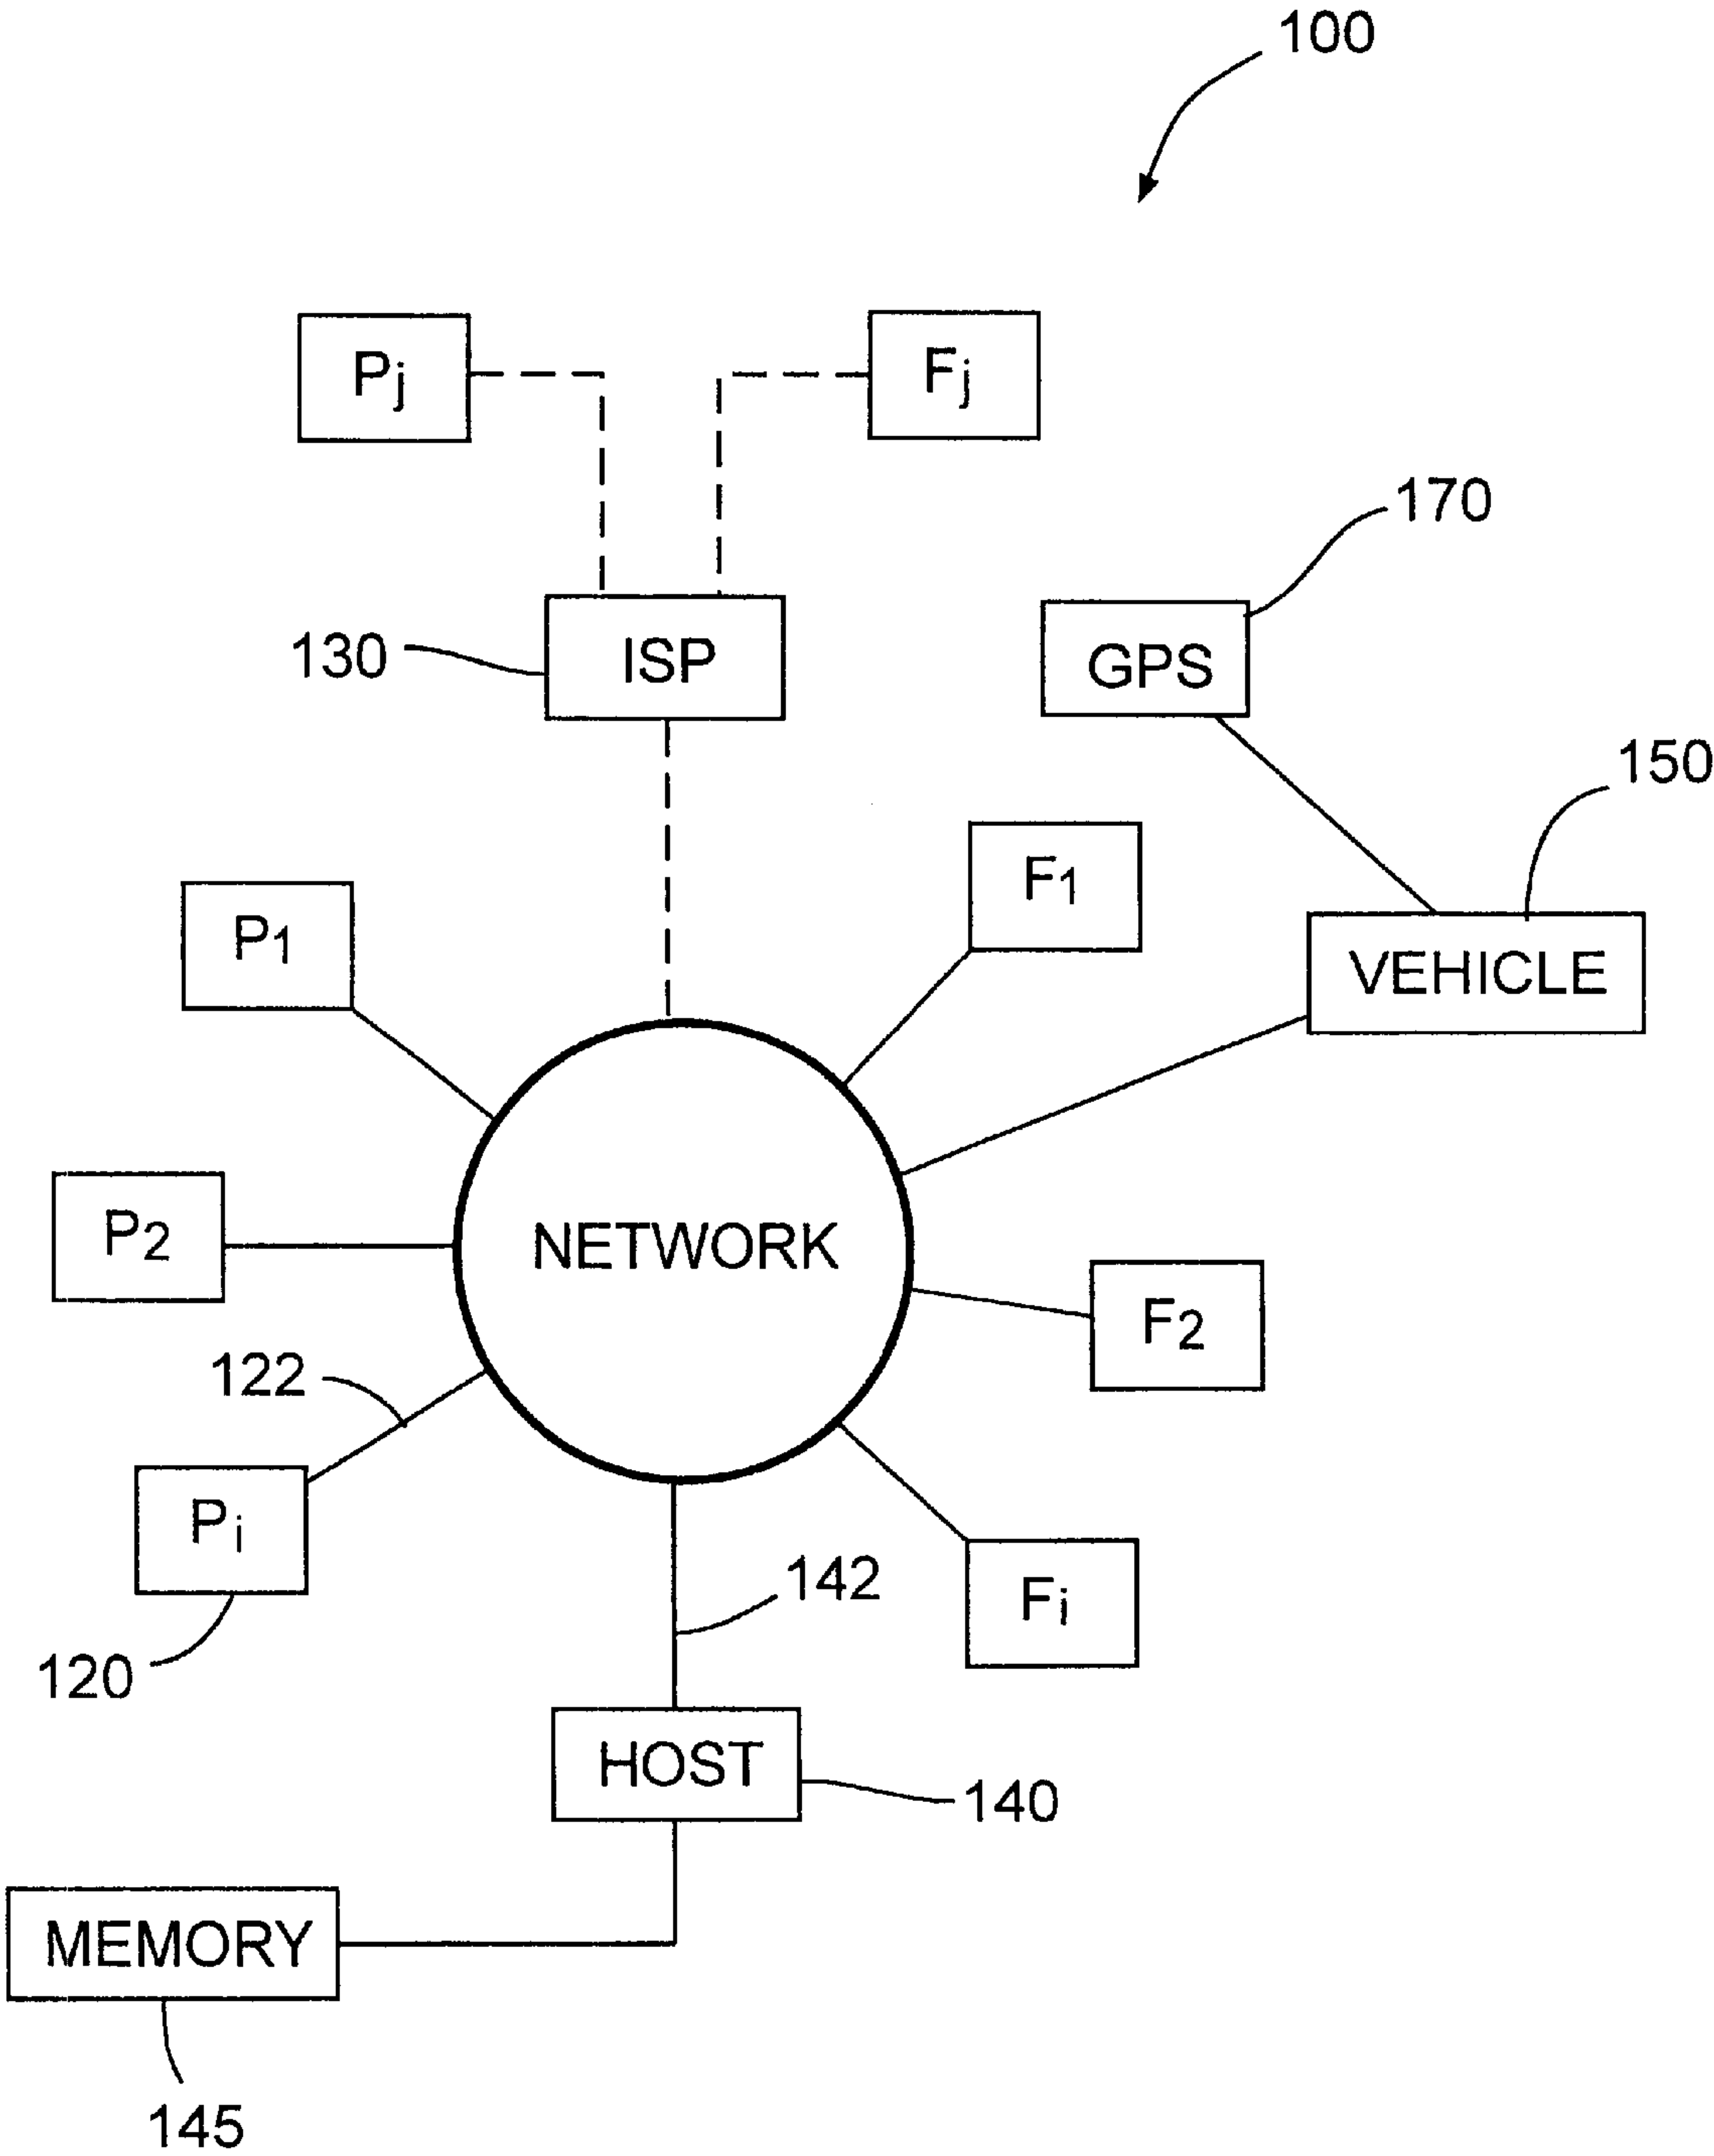 100
Pj
Fj
170
130
ISP
GPS
150
F1
P1
VEHICLE
P2
NETWORK
F2
122
Pi
142
Fi
120
HOST
140
MEMORY
145